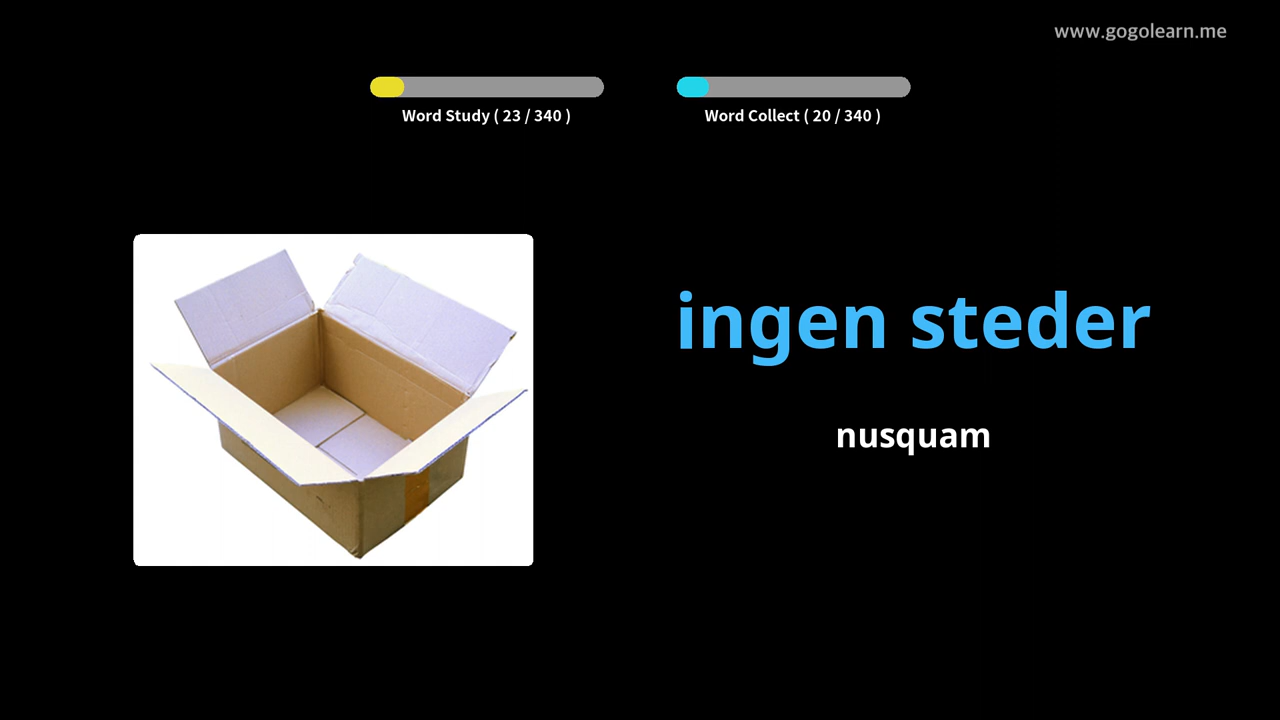 www.gogolearn.me
Word Study ( 23 / 340 )
Word Collect ( 20 / 340 )
ingen steder
nusquam